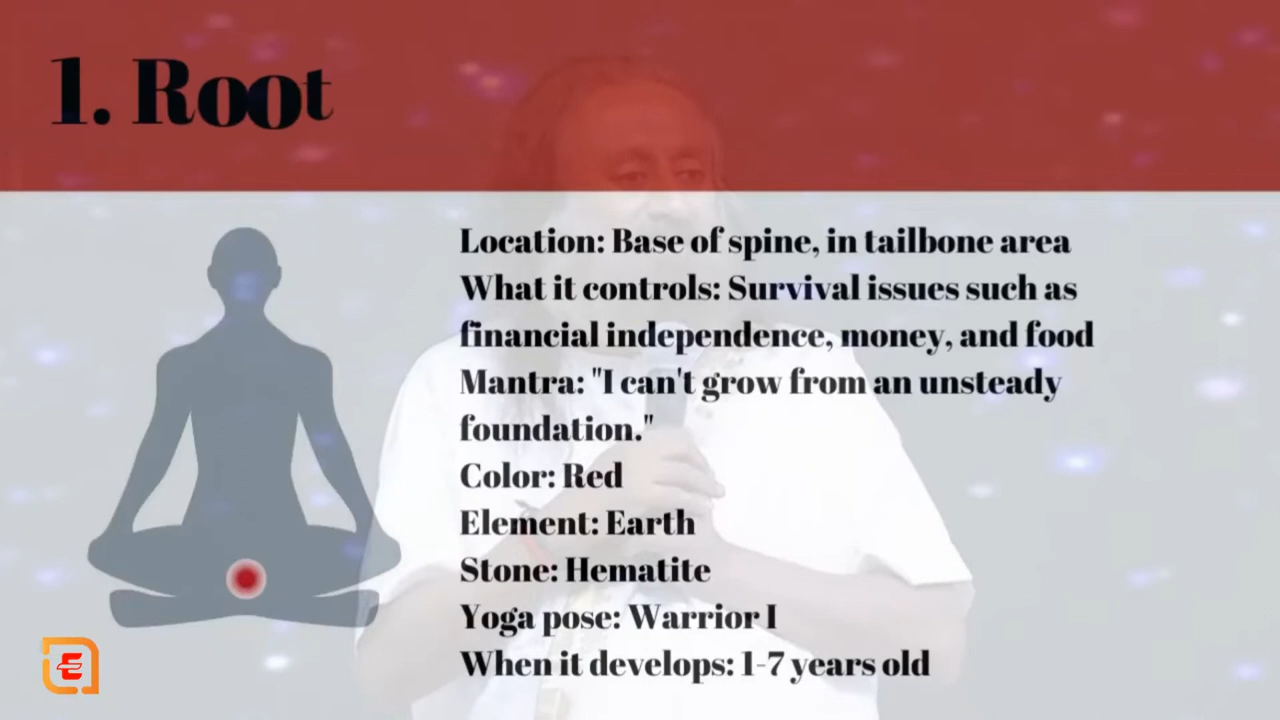 1. Root
Location: Base of spine, in tailbone area
What it controls: Survival issues such as
financial independence, money, and food
Mantra: "I can't grow from an unsteady
foundation."
Color: Red
Element: Earth
Stone: Hematite
Yoga pose: Warrior I
When it develops: 1-7 years old
E